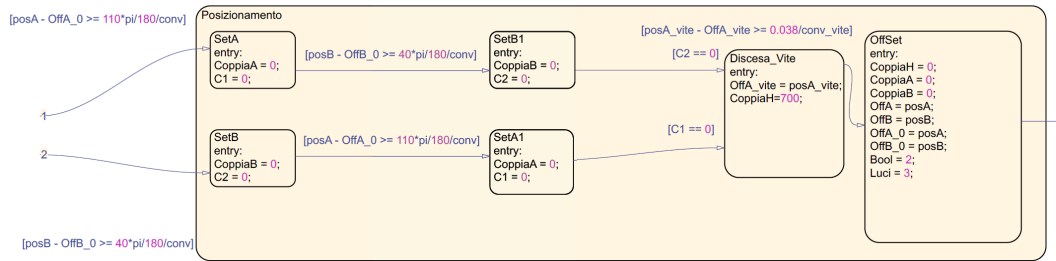 [posA - OffA_0 >= 110*pi/180/conv]
1
2
[posB - OffB_0 >= 40*pi/180/conv]
Posizionamento
SetA
entry:
CoppiaA = 0;
C1 = 0;
[posB - OffB_0 >= 40*pi/180/conv]
SetB1
entry:
CoppiaB = 0;
C2 = 0;
SetB
entry:
CoppiaB = 0;
C2 = 0;
[posA - OffA_0 >= 110*pi/180/conv]
SetA1
entry:
CoppiaA = 0;
C1 = 0;
[C2 == 0]
[C1 == 0]
Discesa_Vite
entry:
OffA_vite = posA_vite;
CoppiaH=700;
[posA_vite - OffA_vite >= 0.038/conv_vite]
OffSet
entry:
CoppiaH = 0;
CoppiaA = 0;
CoppiaB = 0;
OffA = posA;
OffB = posB;
OffA_0 = posA;
OffB_0 = posB;
Bool = 2;
Luci = 3;